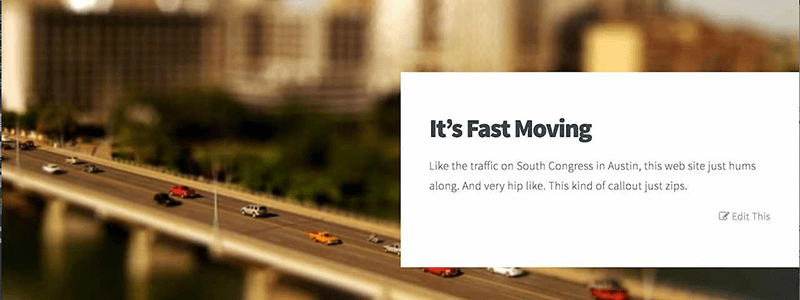 It’s Fast Moving
Like the traffic on South Congress in Austin, this web site just hums
along. And very hip like. This kind of callout just zips.
Edit This